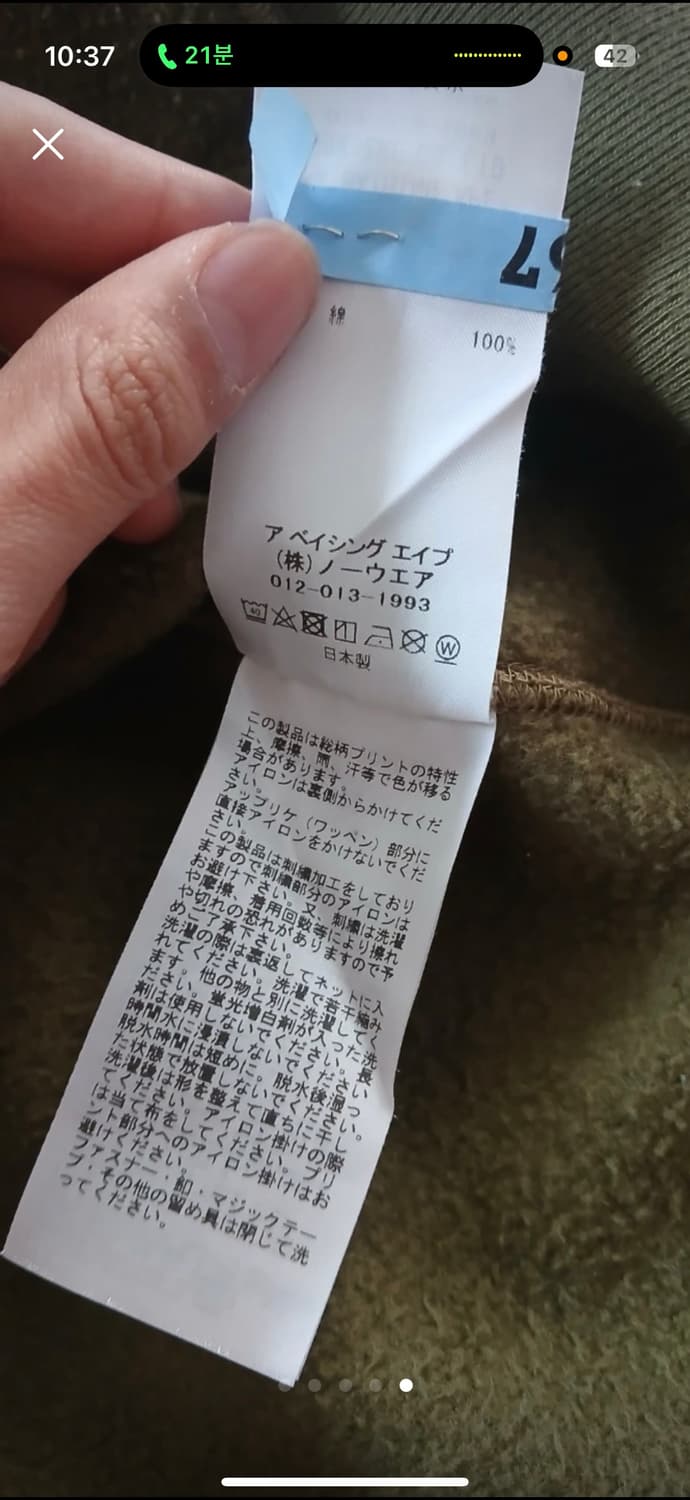 10:37
21분
42
67
綿
100%
ア ベイシング エイプ
(株)ノーウエア
012-013-1993
40
W
日本製
この製品は総柄プリントの特性
上、摩擦、雨、汗等で色が移る
場合があります。
アイロンは裏側からかけてくだ
さい。
アップリケ（ワッペン）部分に
直接アイロンをかけないでくだ
さい。
この製品は刺繍加工をしており
ますので刺繍部分のアイロンは
お避け下さい。又、刺繍は洗濯
や摩擦、着用回数等により擦れ
や切れの恐れがありますので予
めご了承下さい。
洗濯の際は裏返してネットに入
れてください。洗濯で若干縮み
ます。他の物と別に洗濯してく
ださい。蛍光増白剤が入った洗
剤は使用しないでください。長
時間水に浸漬しないでください
脱水時間は短めに。脱水後湿っ
た状態で放置しないでください。
洗濯後は形を整えて直ちに干し
てください。アイロン掛けの際
は当て布をしてください。プリ
ント部分へのアイロン掛けはお
避けください。
ファスナー・釦・マジックテー
プ・その他の留め具は閉じて洗
ってください。